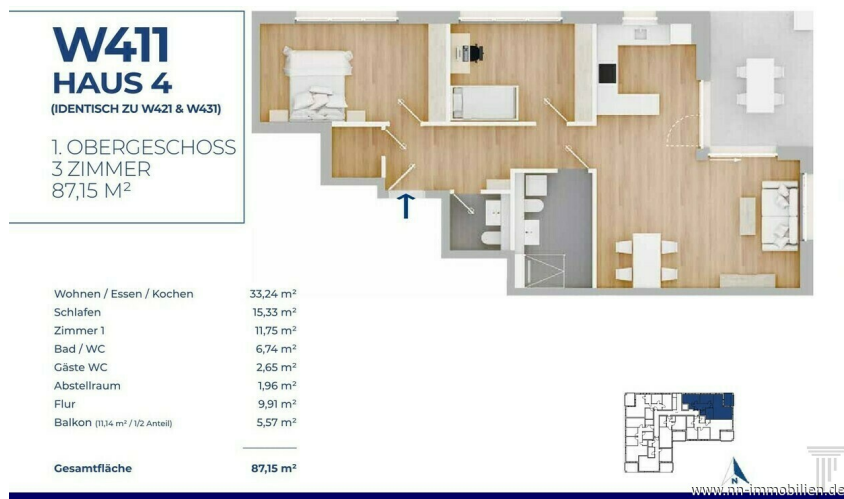 W411
HAUS 4
(IDENTISCH ZU W421 & W431)
1. OBERGESCHOSS
3 ZIMMER
87,15 M²
Wohnen / Essen / Kochen 33,24 m²
Schlafen 15,33 m²
Zimmer 1 11,75 m²
Bad / WC 6,74 m²
Gäste WC 2,65 m²
Abstellraum 1,96 m²
Flur 9,91 m²
Balkon (11,14 m² / 1/2 Anteil) 5,57 m²
Gesamtfläche 87,15 m²
N
www.nn-immobilien.de